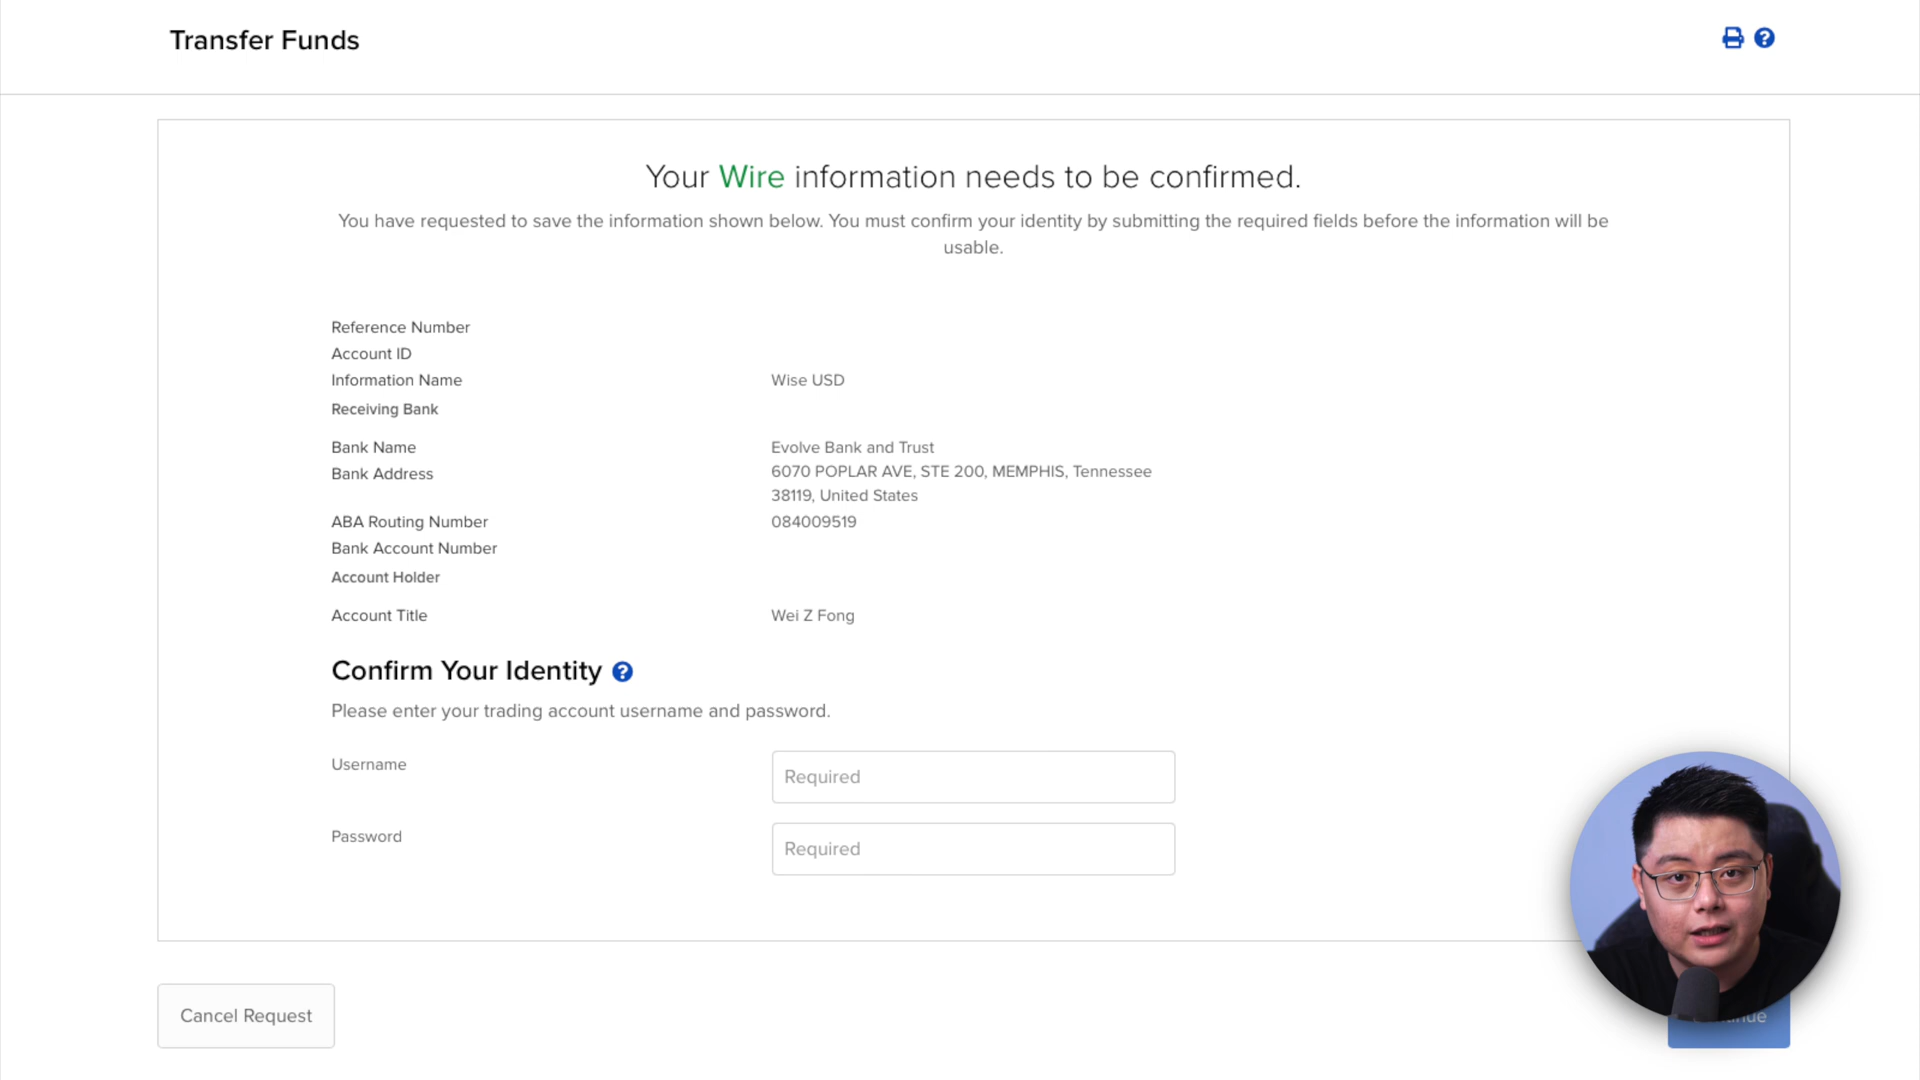 Transfer Funds
Your Wire information needs to be confirmed.
You have requested to save the information shown below. You must confirm your identity by submitting the required fields before the information will be
usable.
Reference Number
Account ID
Information Name Wise USD
Receiving Bank
Bank Name Evolve Bank and Trust
Bank Address 6070 POPLAR AVE, STE 200, MEMPHIS, Tennessee
38119, United States
ABA Routing Number 084009519
Bank Account Number
Account Holder
Account Title Wei Z Fong
Confirm Your Identity
Please enter your trading account username and password.
Username Required
Password Required
Cancel Request